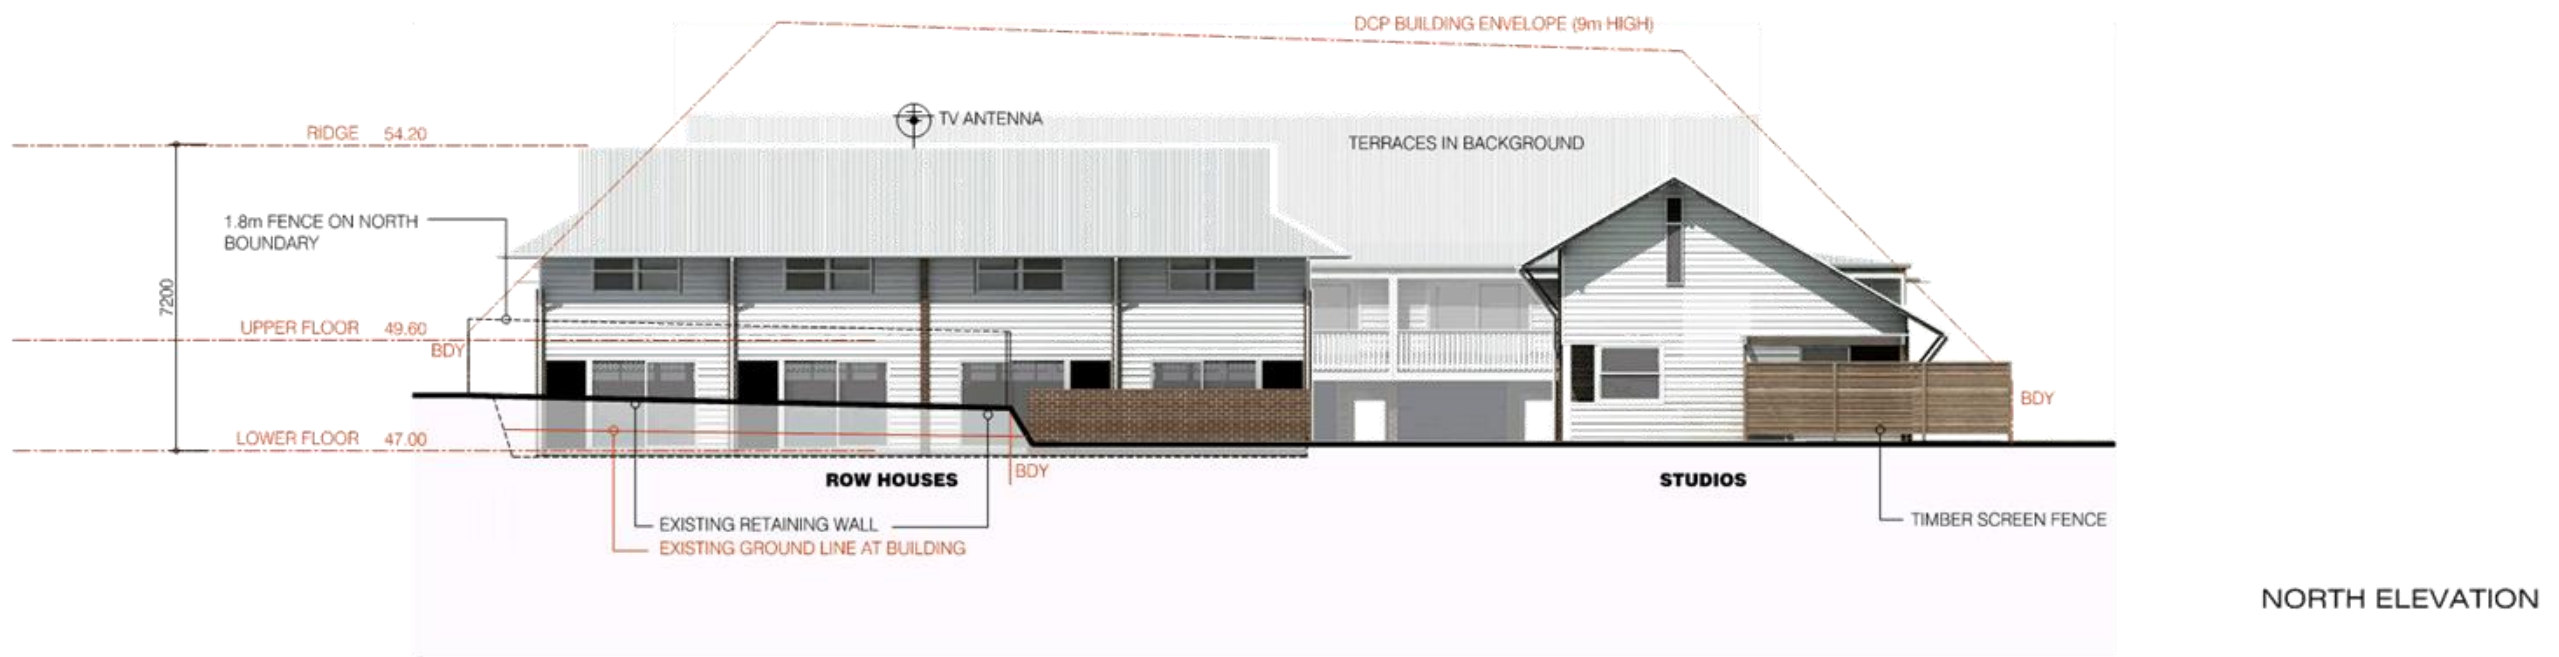 DCP BUILDING ENVELOPE (9m HIGH)
TV ANTENNA
RIDGE 54.20
TERRACES IN BACKGROUND
1.8m FENCE ON NORTH
BOUNDARY
7200
UPPER FLOOR 49.60
BDY
BDY
LOWER FLOOR 47.00
BDY
ROW HOUSES
STUDIOS
EXISTING RETAINING WALL
TIMBER SCREEN FENCE
EXISTING GROUND LINE AT BUILDING
NORTH ELEVATION